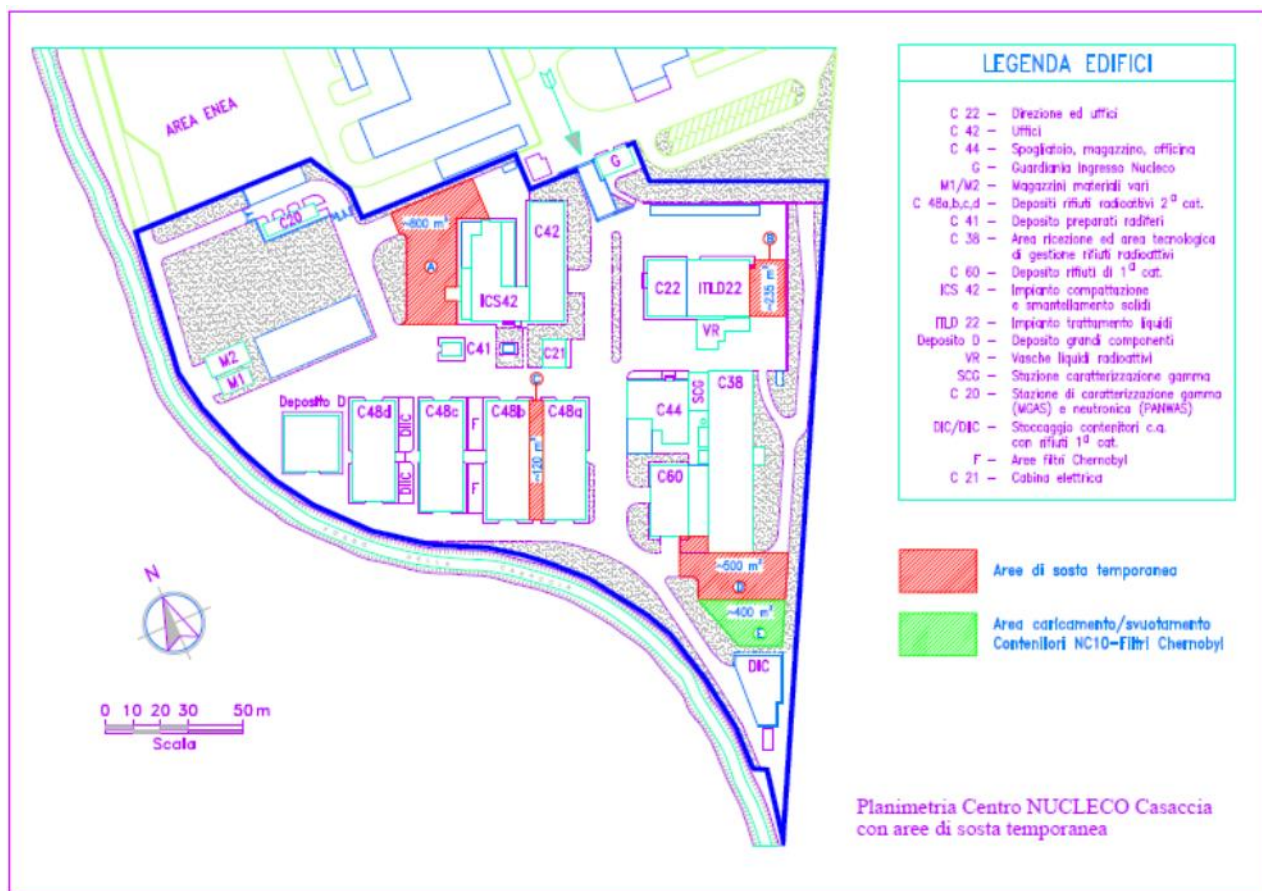 AREA ENEA
G
C20
~800 m²
A
C42
ICS42
B
~235 m²
C22
ITLD22
VR
C41
C21
M2
M1
Deposito D
C48d
DIIC
DIIC
C48c
F
F
C48b
C
~120 m²
C48a
C44
SCG
C38
C60
~500 m²
D
~400 m²
E
DIC
N
0 10 20 30 50 m
Scala
LEGENDA EDIFICI
C 22 – Direzione ed uffici
C 42 – Uffici
C 44 – Spogliatoio, magazzino, officina
G – Guardiania Ingresso Nucleco
M1/M2 – Magazzini materiali vari
C 48a,b,c,d – Depositi rifiuti radioattivi 2ª cat.
C 41 – Deposito preparati radiferi
C 38 – Area ricezione ed area tecnologica
di gestione rifiuti radioattivi
C 60 – Deposito rifiuti di 1ª cat.
ICS 42 – Impianto compattazione
e smantellamento solidi
ITLD 22 – Impianto trattamento liquidi
Deposito D – Deposito grandi componenti
VR – Vasche liquidi radioattivi
SCG – Stazione caratterizzazione gamma
C 20 – Stazione di caratterizzazione gamma
(MGAS) e neutronica (PANWAS)
DIC/DIIC – Stoccaggio contenitori c.a.
con rifiuti 1ª cat.
F – Aree filtri Chernobyl
C 21 – Cabina elettrica
Aree di sosta temporanea
Area caricamento/svuotamento
Contenitori NC10-Filtri Chernobyl
Planimetria Centro NUCLECO Casaccia
con aree di sosta temporanea